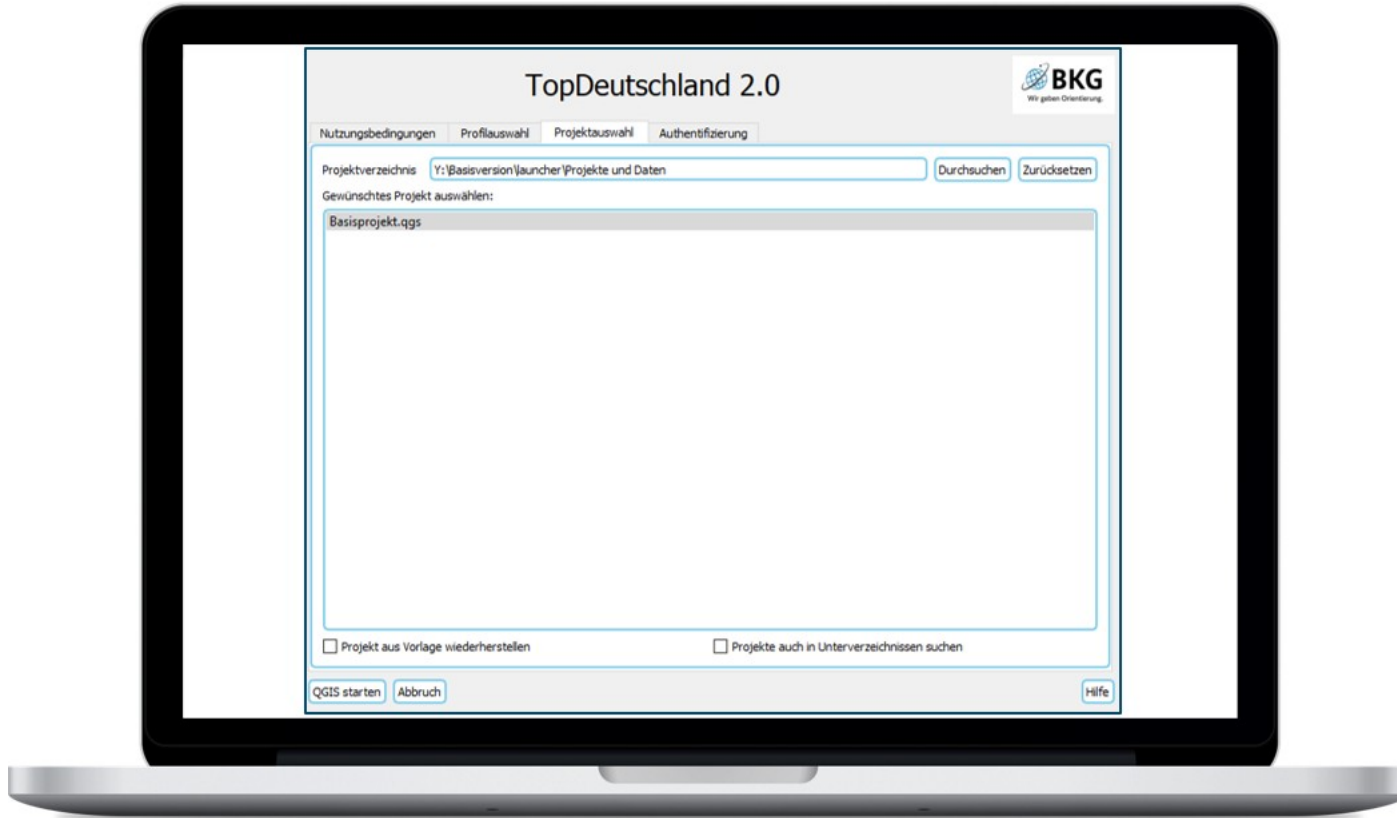 TopDeutschland 2.0
BKG
Wir geben Orientierung.
Nutzungsbedingungen Profilauswahl Projektauswahl Authentifizierung
Projektverzeichnis Y:\Basisversion\launcher\Projekte und Daten Durchsuchen Zurücksetzen
Gewünschtes Projekt auswählen:
Basisprojekt.qgs
Projekt aus Vorlage wiederherstellen Projekte auch in Unterverzeichnissen suchen
QGIS starten Abbruch Hilfe